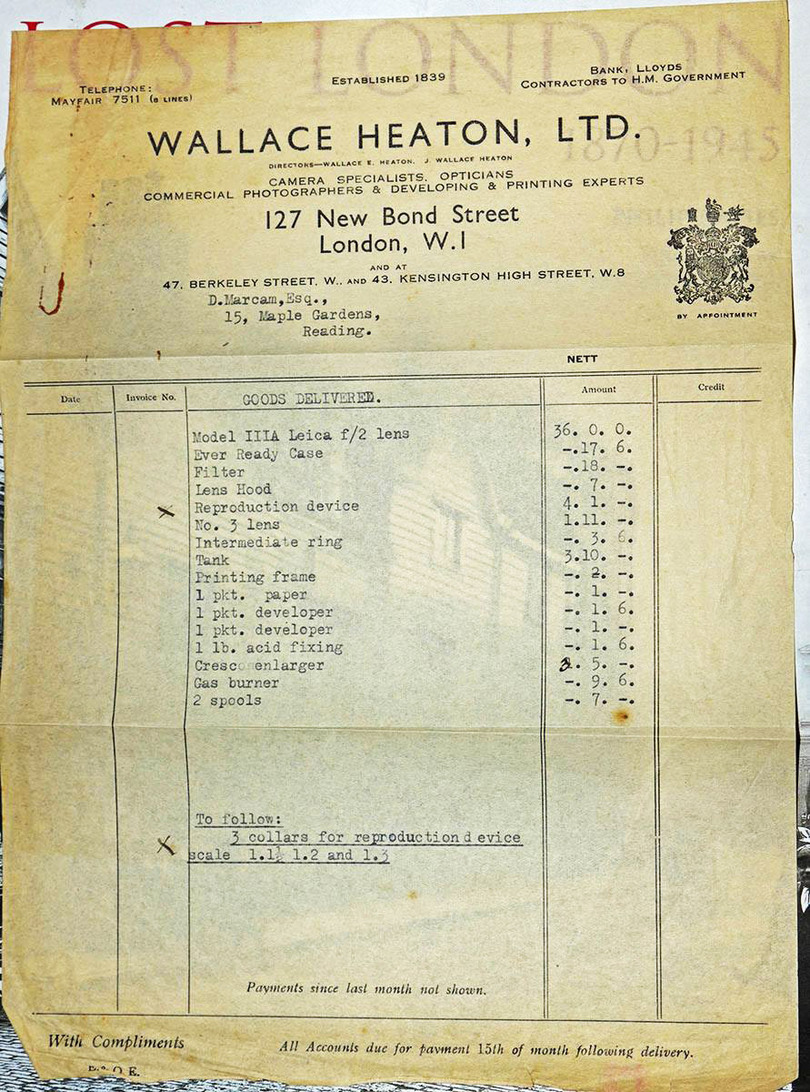 LOST LONDON
1870-1945
TELEPHONE:
MAYFAIR 7511 (8 LINES)
ESTABLISHED 1839
BANK, LLOYDS
CONTRACTORS TO H.M. GOVERNMENT
WALLACE HEATON, LTD.
DIRECTORS—WALLACE E. HEATON. J. WALLACE HEATON
CAMERA SPECIALISTS, OPTICIANS
COMMERCIAL PHOTOGRAPHERS & DEVELOPING & PRINTING EXPERTS
127 New Bond Street
London, W.1
AND AT
47, BERKELEY STREET, W., AND 43, KENSINGTON HIGH STREET, W.8
BY APPOINTMENT
D.Marcam,Esq.,
15, Maple Gardens,
Reading.
NETT
Date Invoice No. GOODS DELIVERED. Amount Credit
Model IIIA Leica f/2 lens 36. 0. 0.
Ever Ready Case -.17. 6.
Filter -.18. -.
Lens Hood -. 7. -.
Reproduction device 4. 1. -.
No. 3 lens 1.11. -.
Intermediate ring -. 3. 6.
Tank 3.10. -.
Printing frame -. 2. -.
1 pkt. paper -. 1. -.
1 pkt. developer -. 1. 6.
1 pkt. developer -. 1. -.
1 lb. acid fixing -. 1. 6.
Cresco enlarger 5. -.
Gas burner -. 9. 6.
2 spools -. 7. -.
To follow:
3 collars for reproductiond evice
scale 1.1½ 1.2 and 1.3
Payments since last month not shown.
With Compliments
All Accounts due for payment 15th of month following delivery.
E. & O. E.